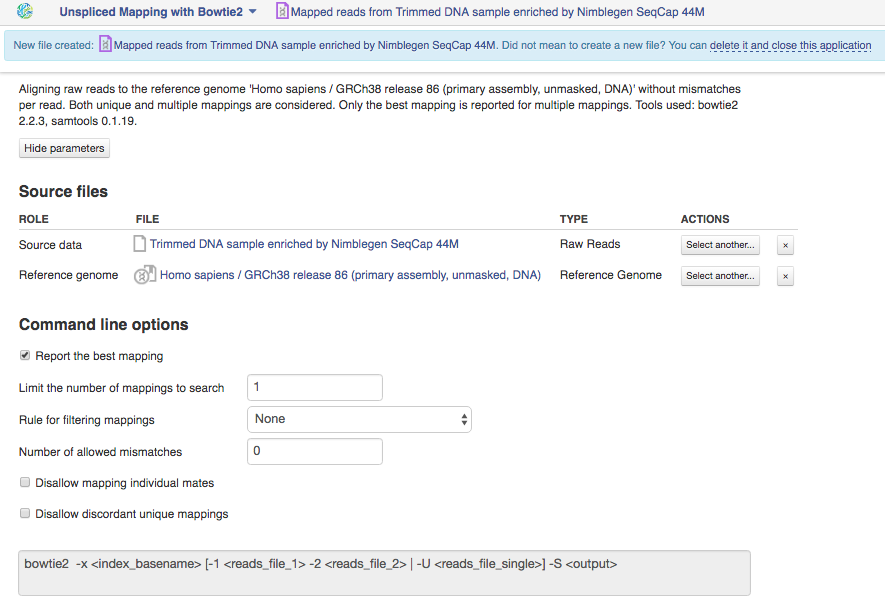 Unspliced Mapping with Bowtie2 Mapped reads from Trimmed DNA sample enriched by Nimblegen SeqCap 44M
New file created: Mapped reads from Trimmed DNA sample enriched by Nimblegen SeqCap 44M. Did not mean to create a new file? You can delete it and close this application
Aligning raw reads to the reference genome 'Homo sapiens / GRCh38 release 86 (primary assembly, unmasked, DNA)' without mismatches
per read. Both unique and multiple mappings are considered. Only the best mapping is reported for multiple mappings. Tools used: bowtie2
2.2.3, samtools 0.1.19.
Hide parameters
Source files
ROLE FILE TYPE ACTIONS
Source data Trimmed DNA sample enriched by Nimblegen SeqCap 44M Raw Reads Select another... ×
Reference genome Homo sapiens / GRCh38 release 86 (primary assembly, unmasked, DNA) Reference Genome Select another... ×
Command line options
Report the best mapping
Limit the number of mappings to search 1
Rule for filtering mappings None
Number of allowed mismatches 0
Disallow mapping individual mates
Disallow discordant unique mappings
bowtie2 -x <index_basename> [-1 <reads_file_1> -2 <reads_file_2> | -U <reads_file_single>] -S <output>